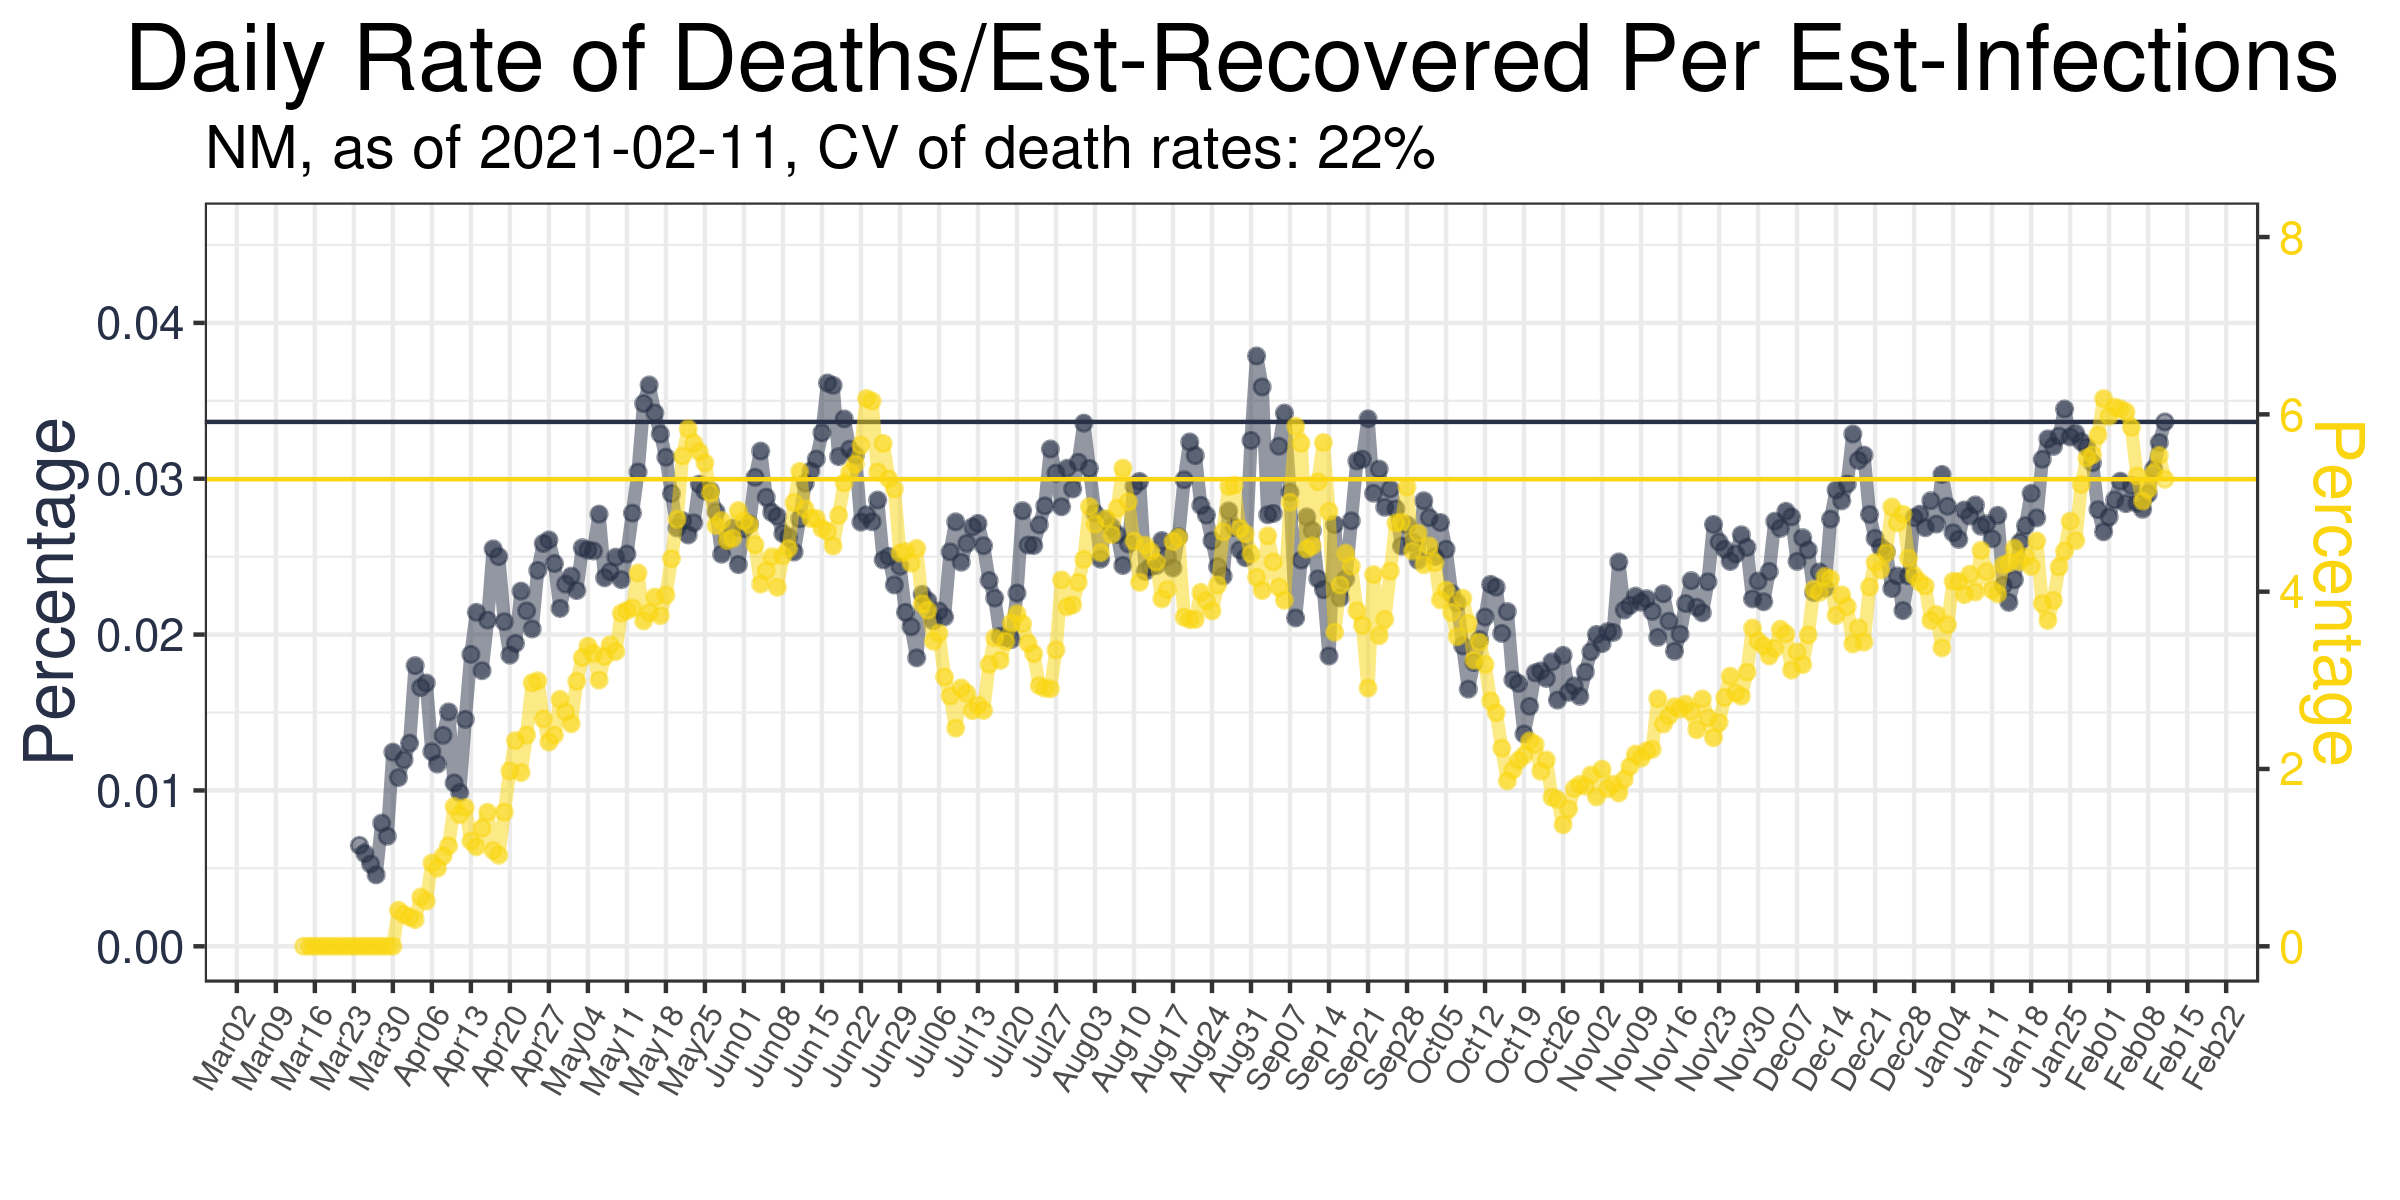 Daily Rate of Deaths/Est-Recovered Per Est-Infections
NM, as of 2021-02-11, CV of death rates: 22%
Percentage
0.04
0.03
0.02
0.01
0.00
8
6
4
2
0
Percentage
Mar02 Mar09 Mar16 Mar23 Mar30 Apr06 Apr13 Apr20 Apr27 May04 May11 May18 May25 Jun01 Jun08 Jun15 Jun22 Jun29 Jul06 Jul13 Jul20 Jul27 Aug03 Aug10 Aug17 Aug24 Aug31 Sep07 Sep14 Sep21 Sep28 Oct05 Oct12 Oct19 Oct26 Nov02 Nov09 Nov16 Nov23 Nov30 Dec07 Dec14 Dec21 Dec28 Jan04 Jan11 Jan18 Jan25 Feb01 Feb08 Feb15 Feb22